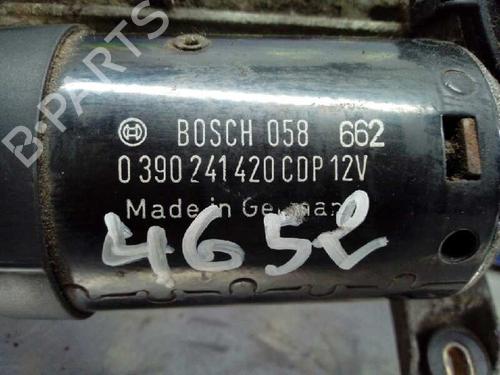 B-PARTS
BOSCH 058 662
0 390 241 420 CDP 12V
Made in Germany
4652